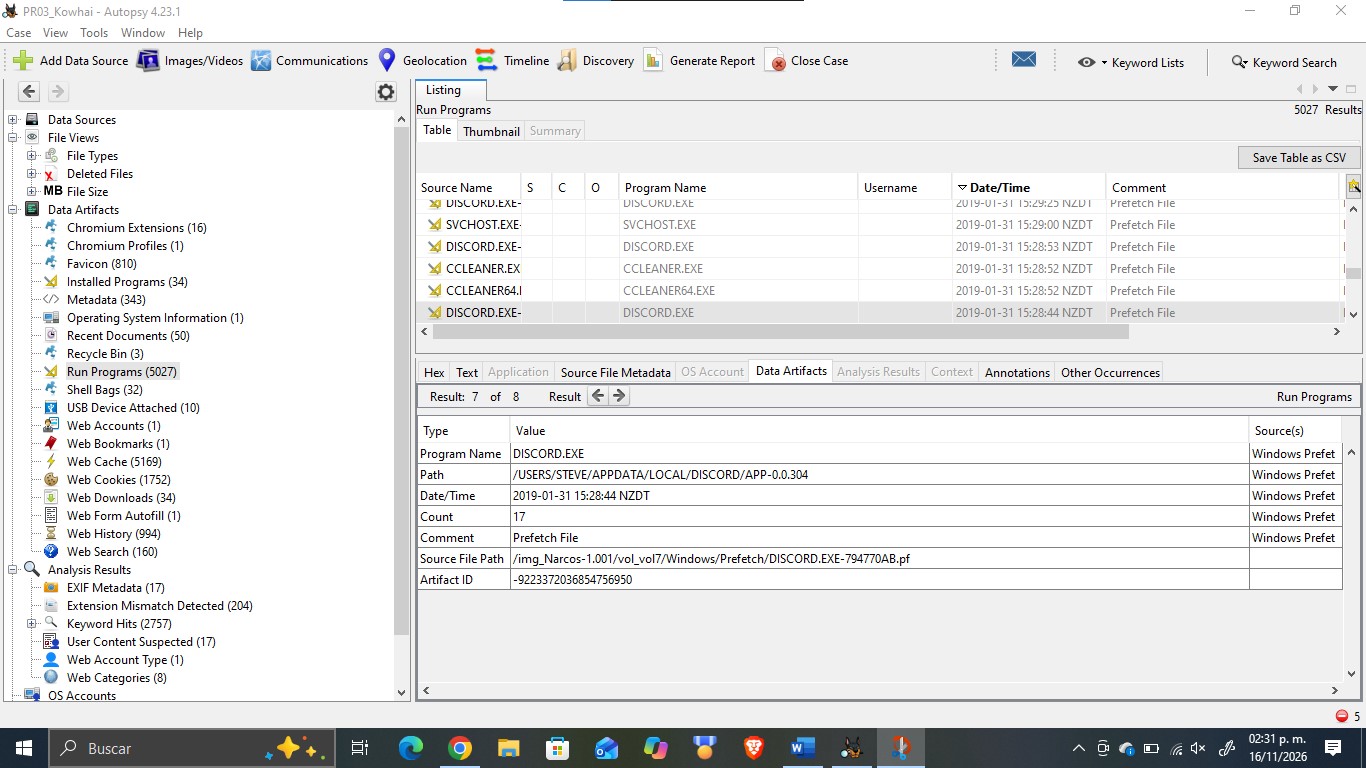 PR03_Kowhai - Autopsy 4.23.1
Case View Tools Window Help
Add Data Source Images/Videos Communications Geolocation Timeline Discovery Generate Report Close Case Keyword Lists Keyword Search
Data Sources
File Views
File Types
Deleted Files
MB File Size
Data Artifacts
Chromium Extensions (16)
Chromium Profiles (1)
Favicon (810)
Installed Programs (34)
Metadata (343)
Operating System Information (1)
Recent Documents (50)
Recycle Bin (3)
Run Programs (5027)
Shell Bags (32)
USB Device Attached (10)
Web Accounts (1)
Web Bookmarks (1)
Web Cache (5169)
Web Cookies (1752)
Web Downloads (34)
Web Form Autofill (1)
Web History (994)
Web Search (160)
Analysis Results
EXIF Metadata (17)
Extension Mismatch Detected (204)
Keyword Hits (2757)
User Content Suspected (17)
Web Account Type (1)
Web Categories (8)
OS Accounts
Listing
Run Programs 5027 Results
Table Thumbnail Summary
Save Table as CSV
Source Name S C O Program Name Username Date/Time Comment
DISCORD.EXE- DISCORD.EXE 2019-01-31 15:29:25 NZDT Prefetch File
SVCHOST.EXE- SVCHOST.EXE 2019-01-31 15:29:00 NZDT Prefetch File
DISCORD.EXE- DISCORD.EXE 2019-01-31 15:28:53 NZDT Prefetch File
CCLEANER.EX CCLEANER.EXE 2019-01-31 15:28:52 NZDT Prefetch File
CCLEANER64.I CCLEANER64.EXE 2019-01-31 15:28:52 NZDT Prefetch File
DISCORD.EXE- DISCORD.EXE 2019-01-31 15:28:44 NZDT Prefetch File
Hex Text Application Source File Metadata OS Account Data Artifacts Analysis Results Context Annotations Other Occurrences
Result: 7 of 8 Result Run Programs
Type Value Source(s)
Program Name DISCORD.EXE Windows Prefet
Path /USERS/STEVE/APPDATA/LOCAL/DISCORD/APP-0.0.304 Windows Prefet
Date/Time 2019-01-31 15:28:44 NZDT Windows Prefet
Count 17 Windows Prefet
Comment Prefetch File Windows Prefet
Source File Path /img_Narcos-1.001/vol_vol7/Windows/Prefetch/DISCORD.EXE-794770AB.pf
Artifact ID -9223372036854756950
5
Buscar
02:31 p. m.
16/11/2026